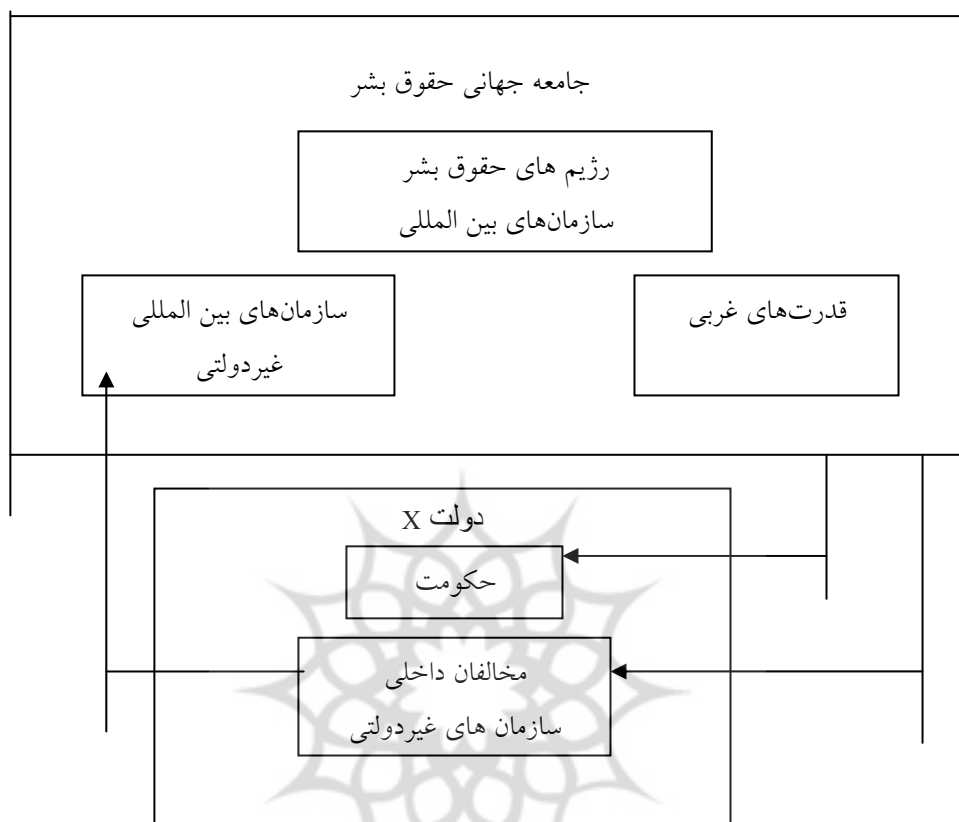 جامعه جهانی حقوق بشر
رژیم های حقوق بشر
سازمان‌های بین المللی
قدرت‌های غربی
سازمان‌های بین المللی
غیردولتی
دولت X
حکومت
مخالفان داخلی
سازمان های غیردولتی